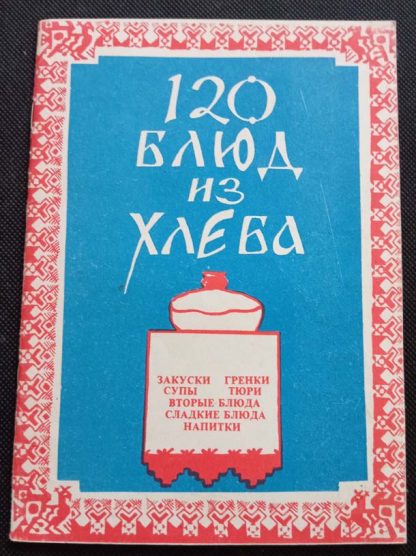 120
БЛЮД
ИЗ
ХЛЕБА
ЗАКУСКИ ГРЕНКИ
СУПЫ ТЮРИ
ВТОРЫЕ БЛЮДА
СЛАДКИЕ БЛЮДА
НАПИТКИ